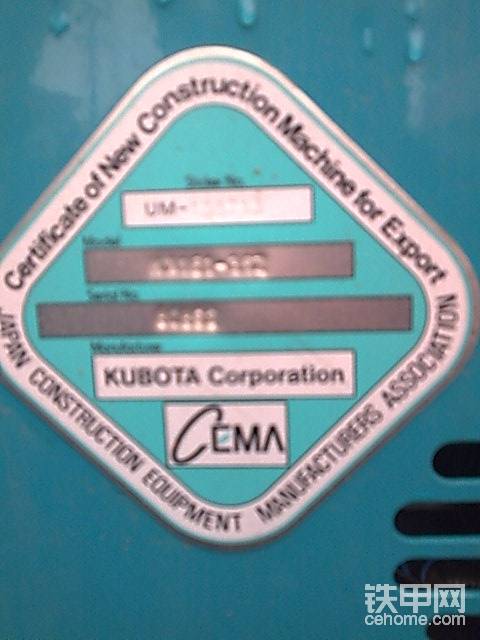 Certificate of New Construction Machine for Export
Sticker No.
UM-
Model
Serial No.
Manufacturer
KUBOTA Corporation
CEMA
JAPAN CONSTRUCTION EQUIPMENT MANUFACTURERS ASSOCIATION
铁甲网
cehome.com